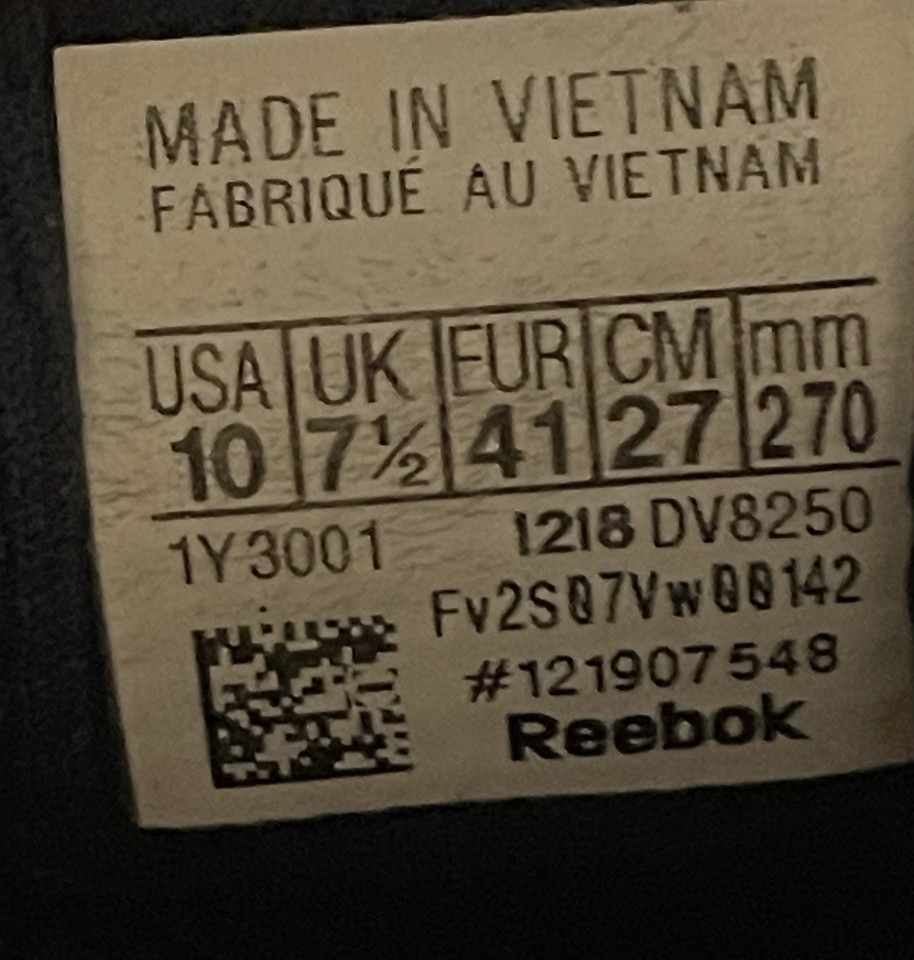 MADE IN VIETNAM
FABRIQUÉ AU VIETNAM
USA UK EUR CM mm
10 7½ 41 27 270
1Y3001 1218 DV8250
Fv2S07Vw00142
#121907548
Reebok